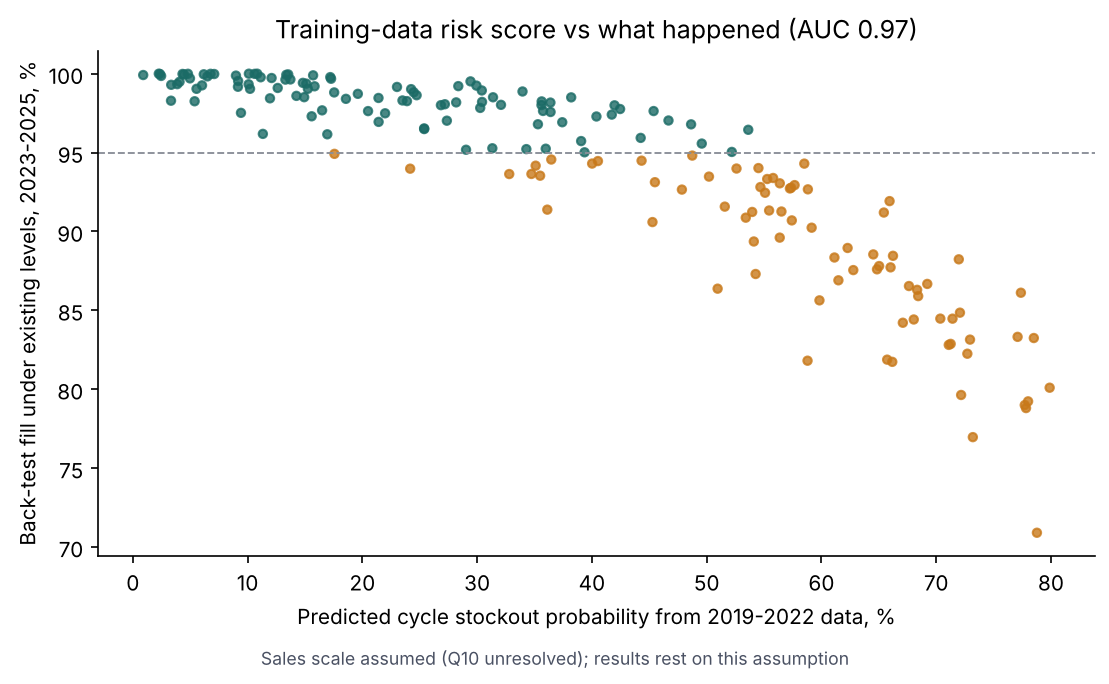 Training-data risk score vs what happened (AUC 0.97)
Back-test fill under existing levels, 2023-2025, %
100
95
90
85
80
75
70
0 10 20 30 40 50 60 70 80
Predicted cycle stockout probability from 2019-2022 data, %
Sales scale assumed (Q10 unresolved); results rest on this assumption